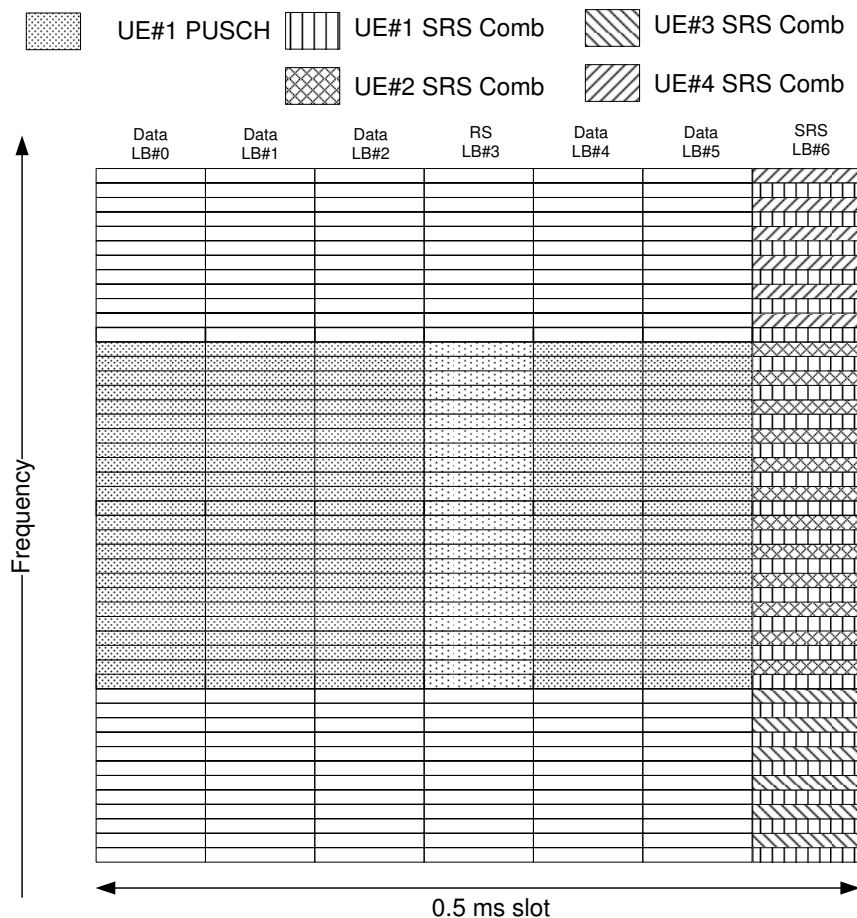 UE#1 PUSCH
UE#1 SRS Comb
UE#3 SRS Comb
UE#2 SRS Comb
UE#4 SRS Comb
Data
LB#0
Data
LB#1
Data
LB#2
RS
LB#3
Data
LB#4
Data
LB#5
SRS
LB#6
Frequency
0.5 ms slot